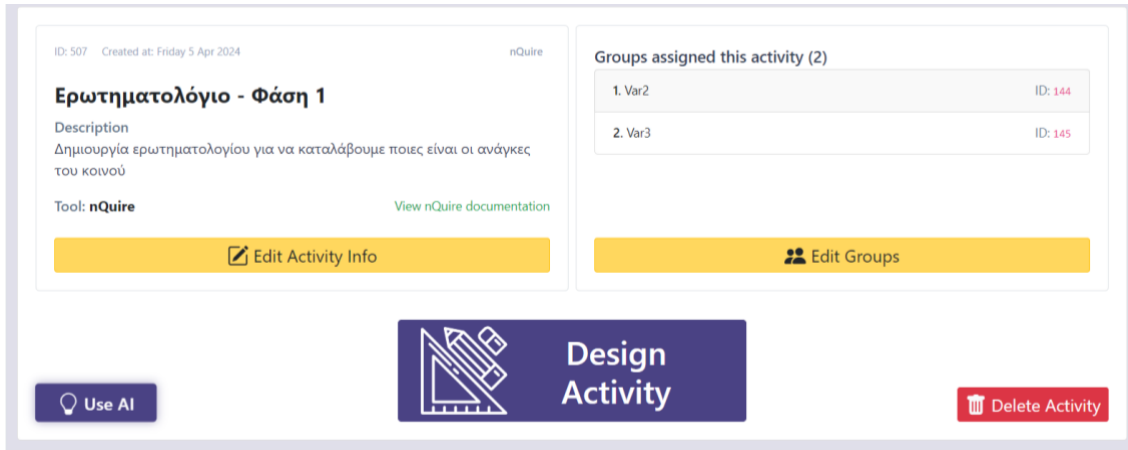 ID: 507 Created at: Friday 5 Apr 2024 nQuire
Ερωτηματολόγιο - Φάση 1
Description
Δημιουργία ερωτηματολογίου για να καταλάβουμε ποιες είναι οι ανάγκες
του κοινού
Tool: nQuire View nQuire documentation
Edit Activity Info
Groups assigned this activity (2)
1. Var2 ID: 144
2. Var3 ID: 145
Edit Groups
Design
Activity
Use AI
Delete Activity